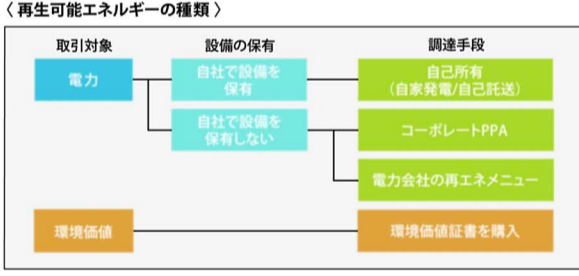 〈 再生可能エネルギーの種類 〉
取引対象 設備の保有 調達手段
電力
自社で設備を
保有
自己所有
(自家発電/自己託送)
自社で設備を
保有しない
コーポレートPPA
電力会社の再エネメニュー
環境価値
環境価値証書を購入